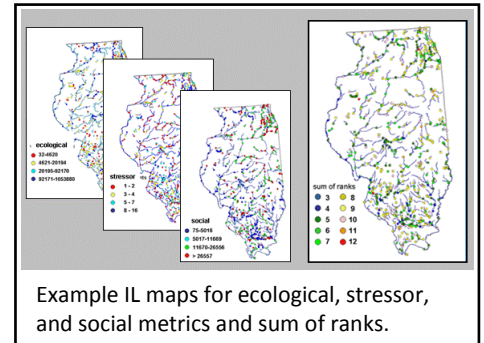 ecological
32-4620
4621-20194
20195-82170
82171-1053880
stressor
1 - 2
3 - 4
5 - 7
8 - 16
social
75-5016
5017-11669
11670-26556
> 26557
sum of ranks
3 8
4 9
5 10
6 11
7 12
Example IL maps for ecological, stressor,
and social metrics and sum of ranks.